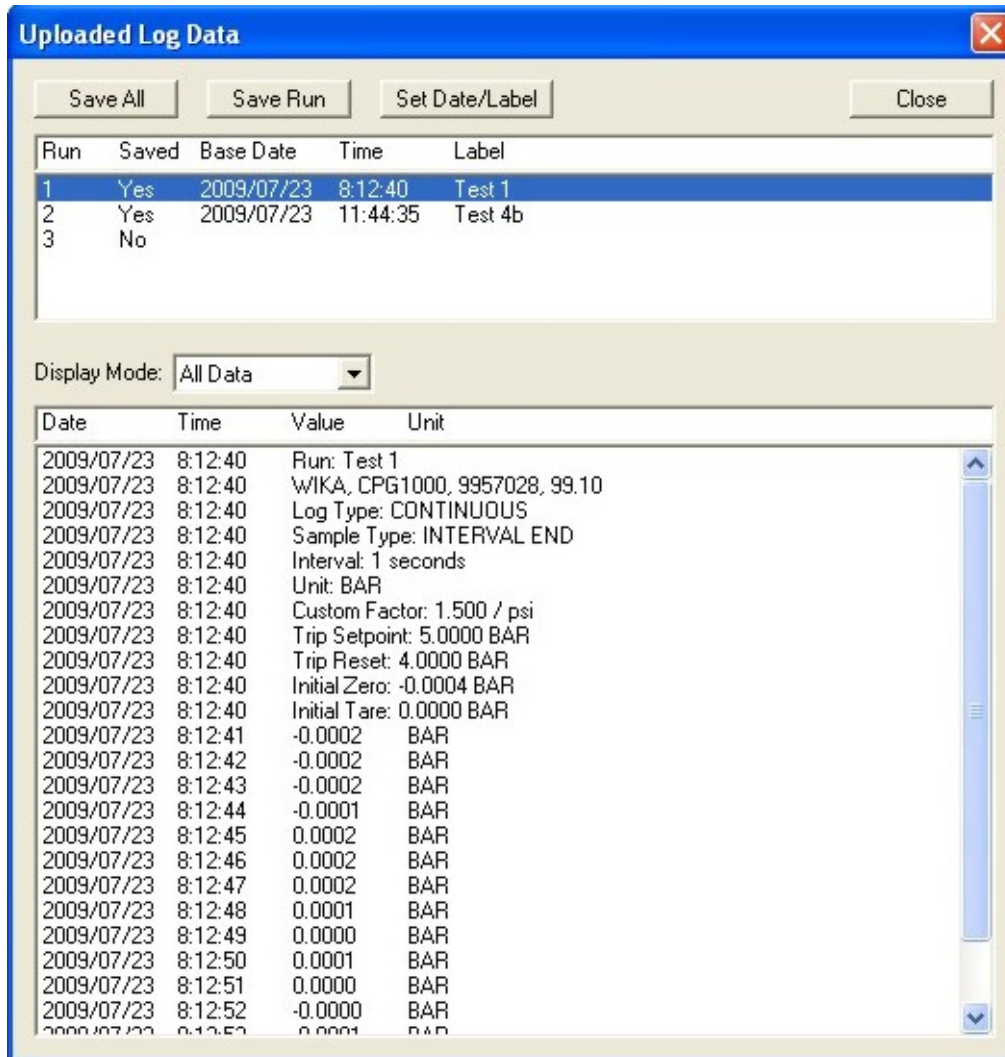 Uploaded Log Data
Save All Save Run Set Date/Label Close
Run Saved Base Date Time Label
1 Yes 2009/07/23 8:12:40 Test 1
2 Yes 2009/07/23 11:44:35 Test 4b
3 No
Display Mode: All Data
Date Time Value Unit
2009/07/23 8:12:40 Run: Test 1
2009/07/23 8:12:40 WIKA, CPG1000, 9957028, 99.10
2009/07/23 8:12:40 Log Type: CONTINUOUS
2009/07/23 8:12:40 Sample Type: INTERVAL END
2009/07/23 8:12:40 Interval: 1 seconds
2009/07/23 8:12:40 Unit: BAR
2009/07/23 8:12:40 Custom Factor: 1.500 / psi
2009/07/23 8:12:40 Trip Setpoint: 5.0000 BAR
2009/07/23 8:12:40 Trip Reset: 4.0000 BAR
2009/07/23 8:12:40 Initial Zero: -0.0004 BAR
2009/07/23 8:12:40 Initial Tare: 0.0000 BAR
2009/07/23 8:12:41 -0.0002 BAR
2009/07/23 8:12:42 -0.0002 BAR
2009/07/23 8:12:43 -0.0002 BAR
2009/07/23 8:12:44 -0.0001 BAR
2009/07/23 8:12:45 0.0002 BAR
2009/07/23 8:12:46 0.0002 BAR
2009/07/23 8:12:47 0.0002 BAR
2009/07/23 8:12:48 0.0001 BAR
2009/07/23 8:12:49 0.0000 BAR
2009/07/23 8:12:50 0.0001 BAR
2009/07/23 8:12:51 0.0000 BAR
2009/07/23 8:12:52 -0.0000 BAR